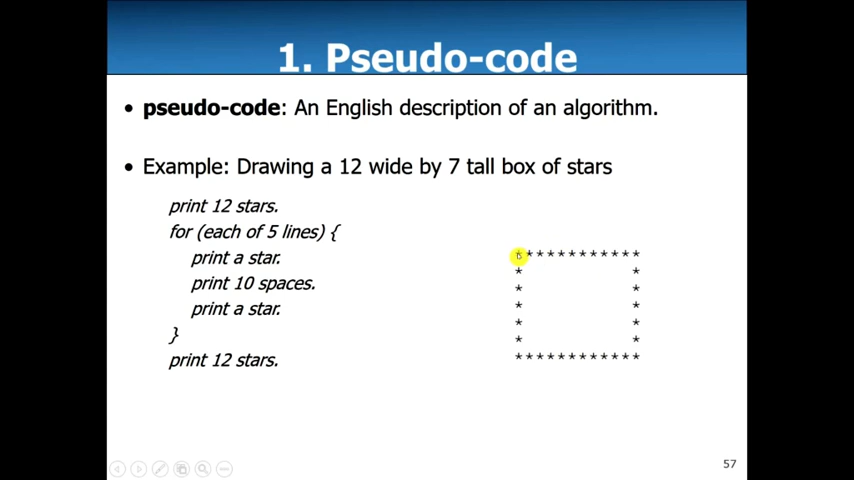 1. Pseudo-code
• pseudo-code: An English description of an algorithm.
• Example: Drawing a 12 wide by 7 tall box of stars
print 12 stars.
for (each of 5 lines) {
print a star.
print 10 spaces.
print a star.
}
print 12 stars.
************
*          *
*          *
*          *
*          *
*          *
************
57